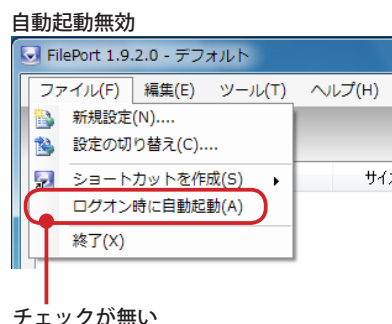 自動起動無効
FilePort 1.9.2.0 - デフォルト
ファイル(F) 編集(E) ツール(T) ヘルプ(H)
新規設定(N)....
設定の切り替え(C)....
ショートカットを作成(S)
サイ
ログオン時に自動起動(A)
終了(X)
チェックが無い